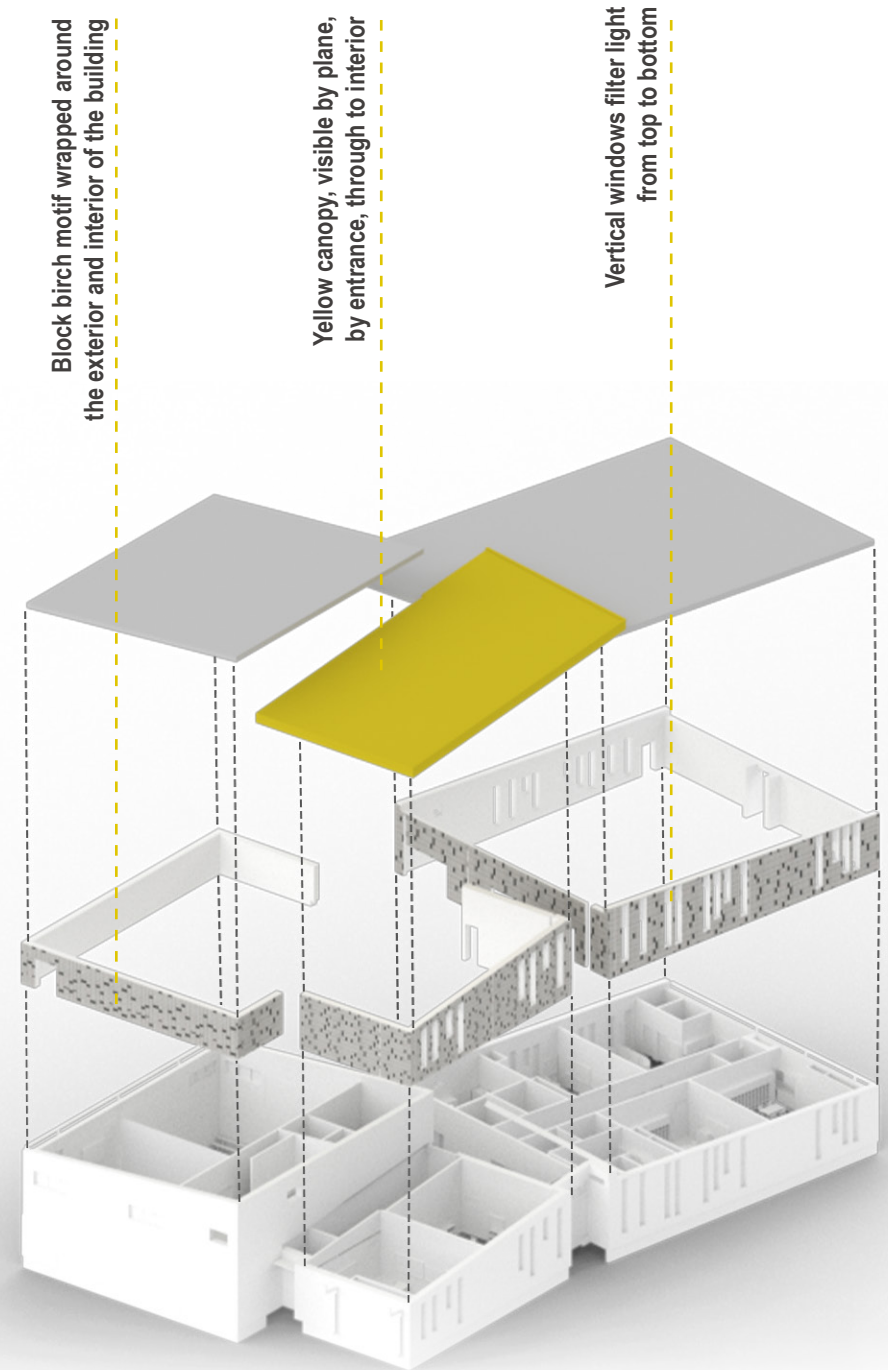 Block birch motif wrapped around
the exterior and interior of the building
Yellow canopy, visible by plane,
by entrance, through to interior
Vertical windows filter light
from top to bottom